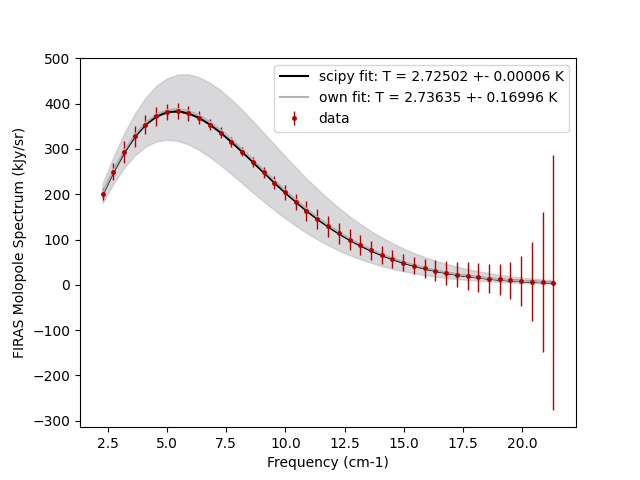 500
400
300
200
100
0
−100
−200
−300
FIRAS Molopole Spectrum (kJy/sr)
scipy fit: T = 2.72502 +- 0.00006 K
own fit: T = 2.73635 +- 0.16996 K
data
2.5 5.0 7.5 10.0 12.5 15.0 17.5 20.0
Frequency (cm-1)